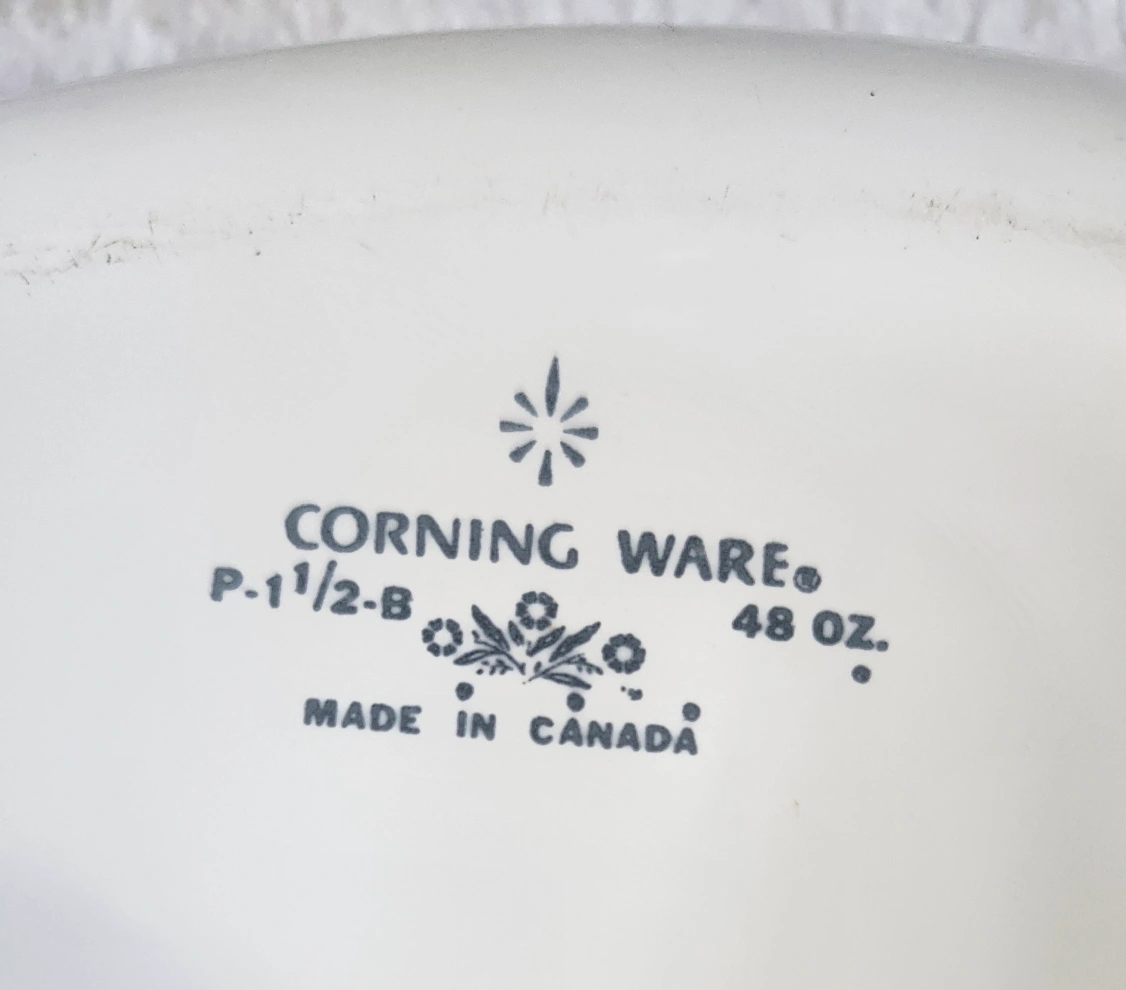 CORNING WARE®
P-1 1/2-B 48 OZ.
MADE IN CANADA